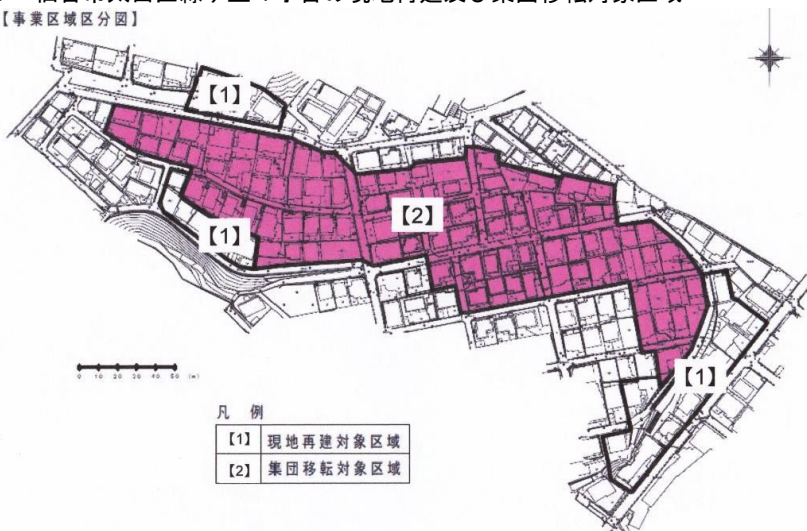 【事業区域区分図】
【1】
【1】
【2】
【1】
0 10 20 30 40 50 (m)
凡 例
【1】 現地再建対象区域
【2】 集団移転対象区域